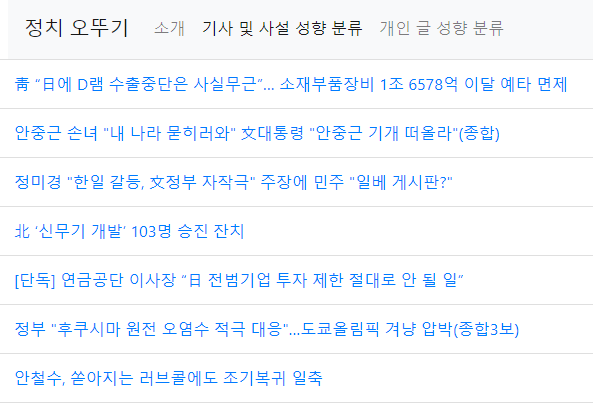 정치 오뚜기 소개 기사 및 사설 성향 분류 개인 글 성향 분류
靑 “日에 D램 수출중단은 사실무근”… 소재부품장비 1조 6578억 이달 예타 면제
안중근 손녀 "내 나라 묻히러와" 文대통령 "안중근 기개 떠올라"(종합)
정미경 "한일 갈등, 文정부 자작극" 주장에 민주 "일베 게시판?"
北 ‘신무기 개발’ 103명 승진 잔치
[단독] 연금공단 이사장 “日 전범기업 투자 제한 절대로 안 될 일”
정부 "후쿠시마 원전 오염수 적극 대응"…도쿄올림픽 겨냥 압박(종합3보)
안철수, 쏟아지는 러브콜에도 조기복귀 일축